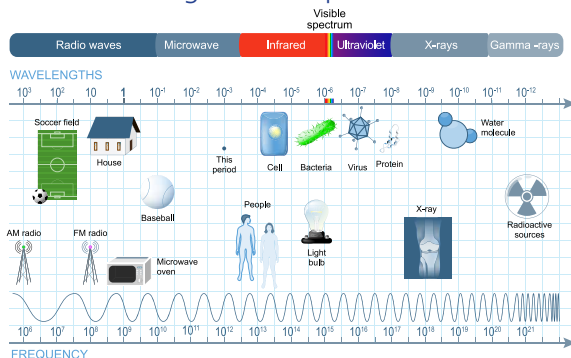 Visible
spectrum
Radio waves Microwave Infrared Ultraviolet X-rays Gamma -rays
WAVELENGTHS
10³ 10² 10 1 10⁻¹ 10⁻² 10⁻³ 10⁻⁴ 10⁻⁵ 10⁻⁶ 10⁻⁷ 10⁻⁸ 10⁻⁹ 10⁻¹⁰ 10⁻¹¹ 10⁻¹²
Soccer field
House
This
period
Cell
Bacteria
Virus
Protein
Water
molecule
Baseball
People
Light
bulb
X-ray
Radioactive
sources
AM radio
FM radio
Microwave
oven
10⁶ 10⁷ 10⁸ 10⁹ 10¹⁰ 10¹¹ 10¹² 10¹³ 10¹⁴ 10¹⁵ 10¹⁶ 10¹⁷ 10¹⁸ 10¹⁹ 10²⁰ 10²¹
FREQUENCY